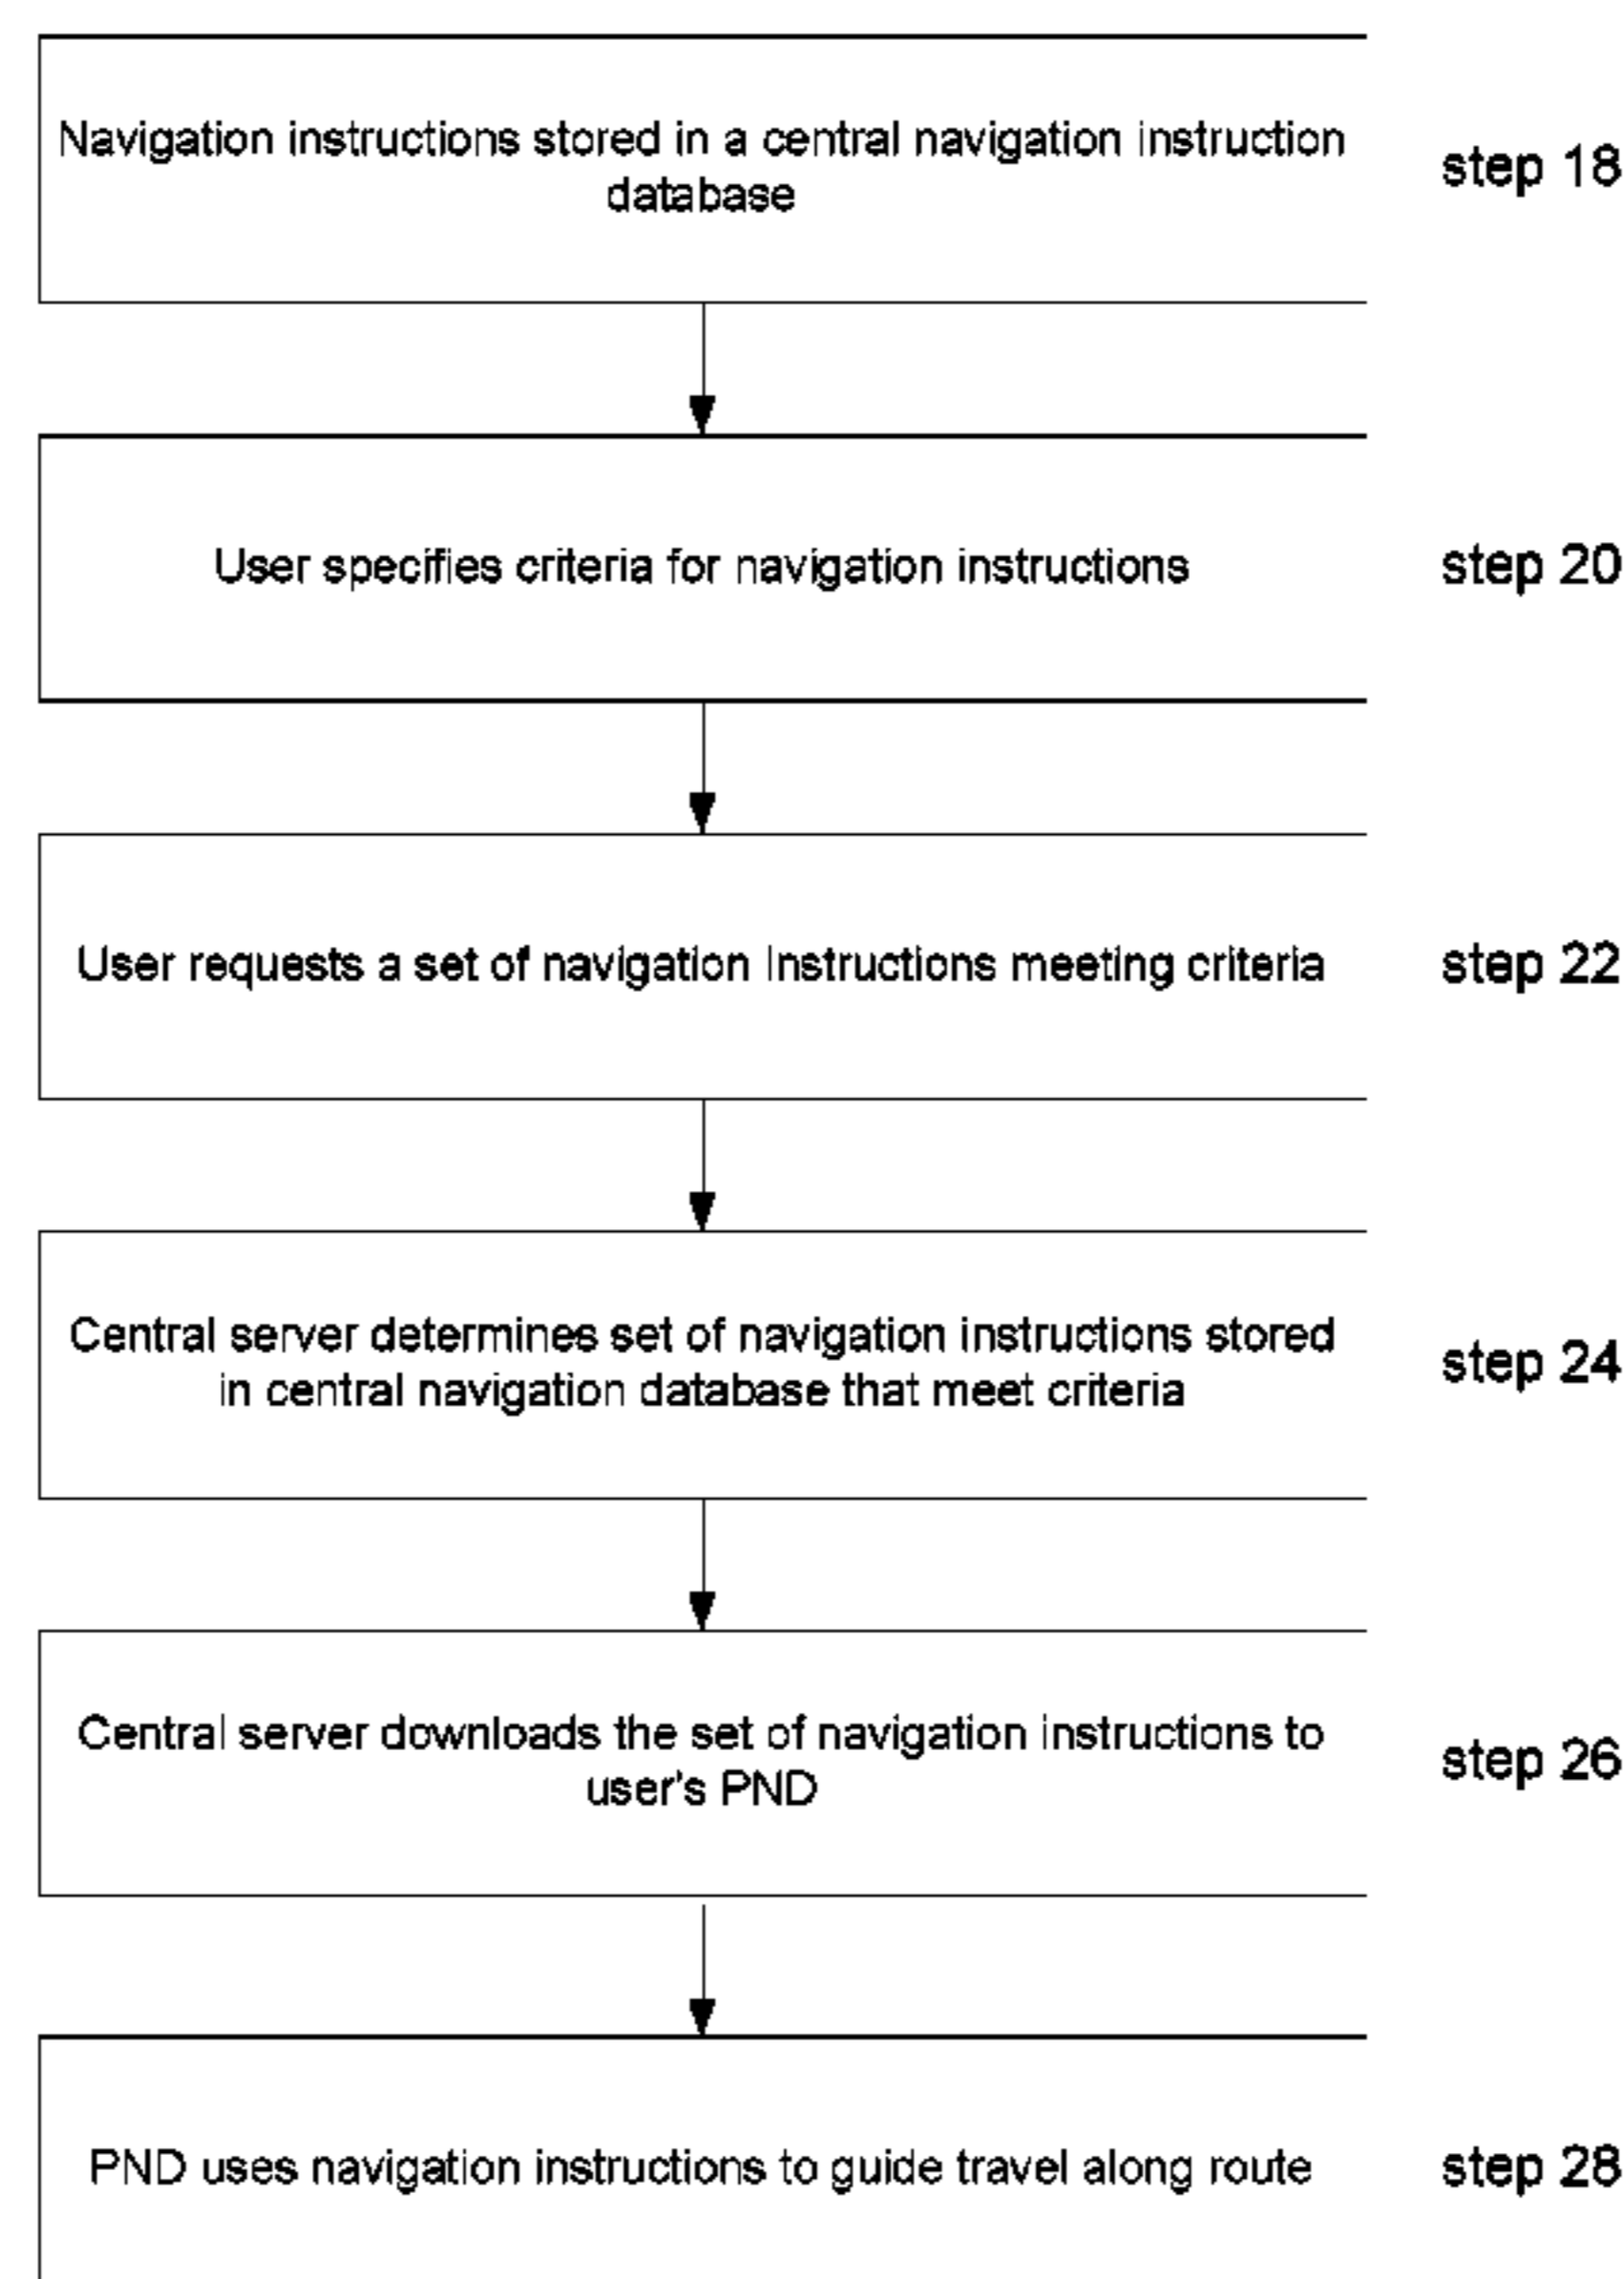 Navigation instructions stored in a central navigation instruction
database
step 18
User specifies criteria for navigation instructions
step 20
User requests a set of navigation Instructions meeting criteria
step 22
Central server determines set of navigation instructions stored
in central navigation database that meet criteria
step 24
Central server downloads the set of navigation instructions to
user's PND
step 26
PND uses navigation instructions to guide travel along route
step 28